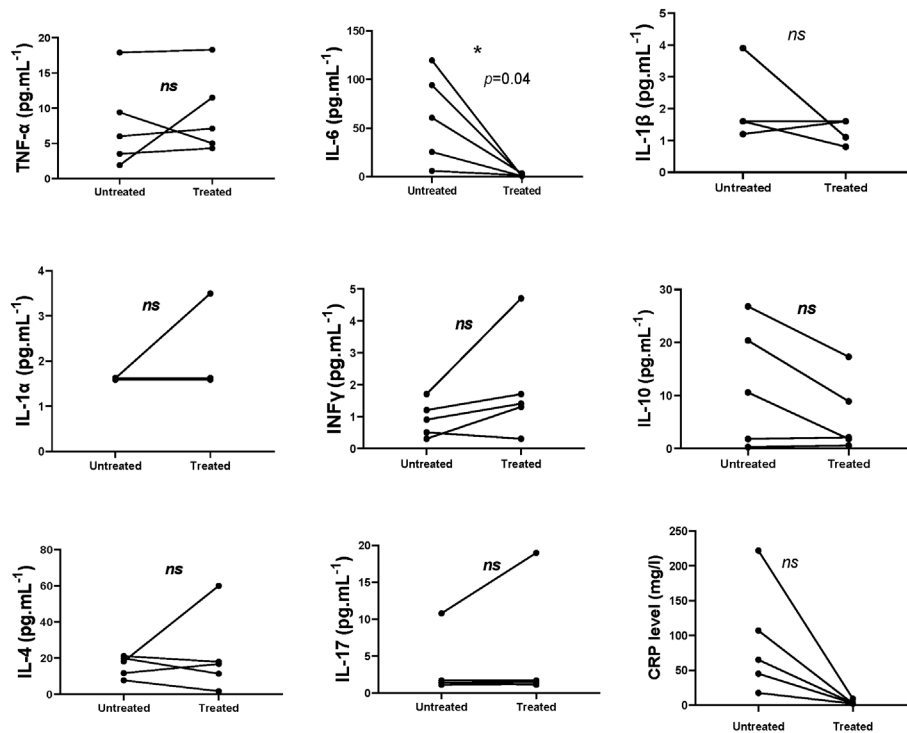 TNF-α (pg.mL⁻¹)
20
15
10
5
0
ns
Untreated
Treated
IL-6 (pg.mL⁻¹)
150
100
50
0
*
p=0.04
Untreated
Treated
IL-1β (pg.mL⁻¹)
5
4
3
2
1
0
ns
Untreated
Treated
IL-1α (pg.mL⁻¹)
4
3
2
1
0
ns
Untreated
Treated
INFγ (pg.mL⁻¹)
5
4
3
2
1
0
ns
Untreated
Treated
IL-10 (pg.mL⁻¹)
30
20
10
0
ns
Untreated
Treated
IL-4 (pg.mL⁻¹)
80
60
40
20
0
ns
Untreated
Treated
IL-17 (pg.mL⁻¹)
20
15
10
5
0
ns
Untreated
Treated
CRP level (mg/l)
250
200
150
100
50
0
ns
Untreated
Treated